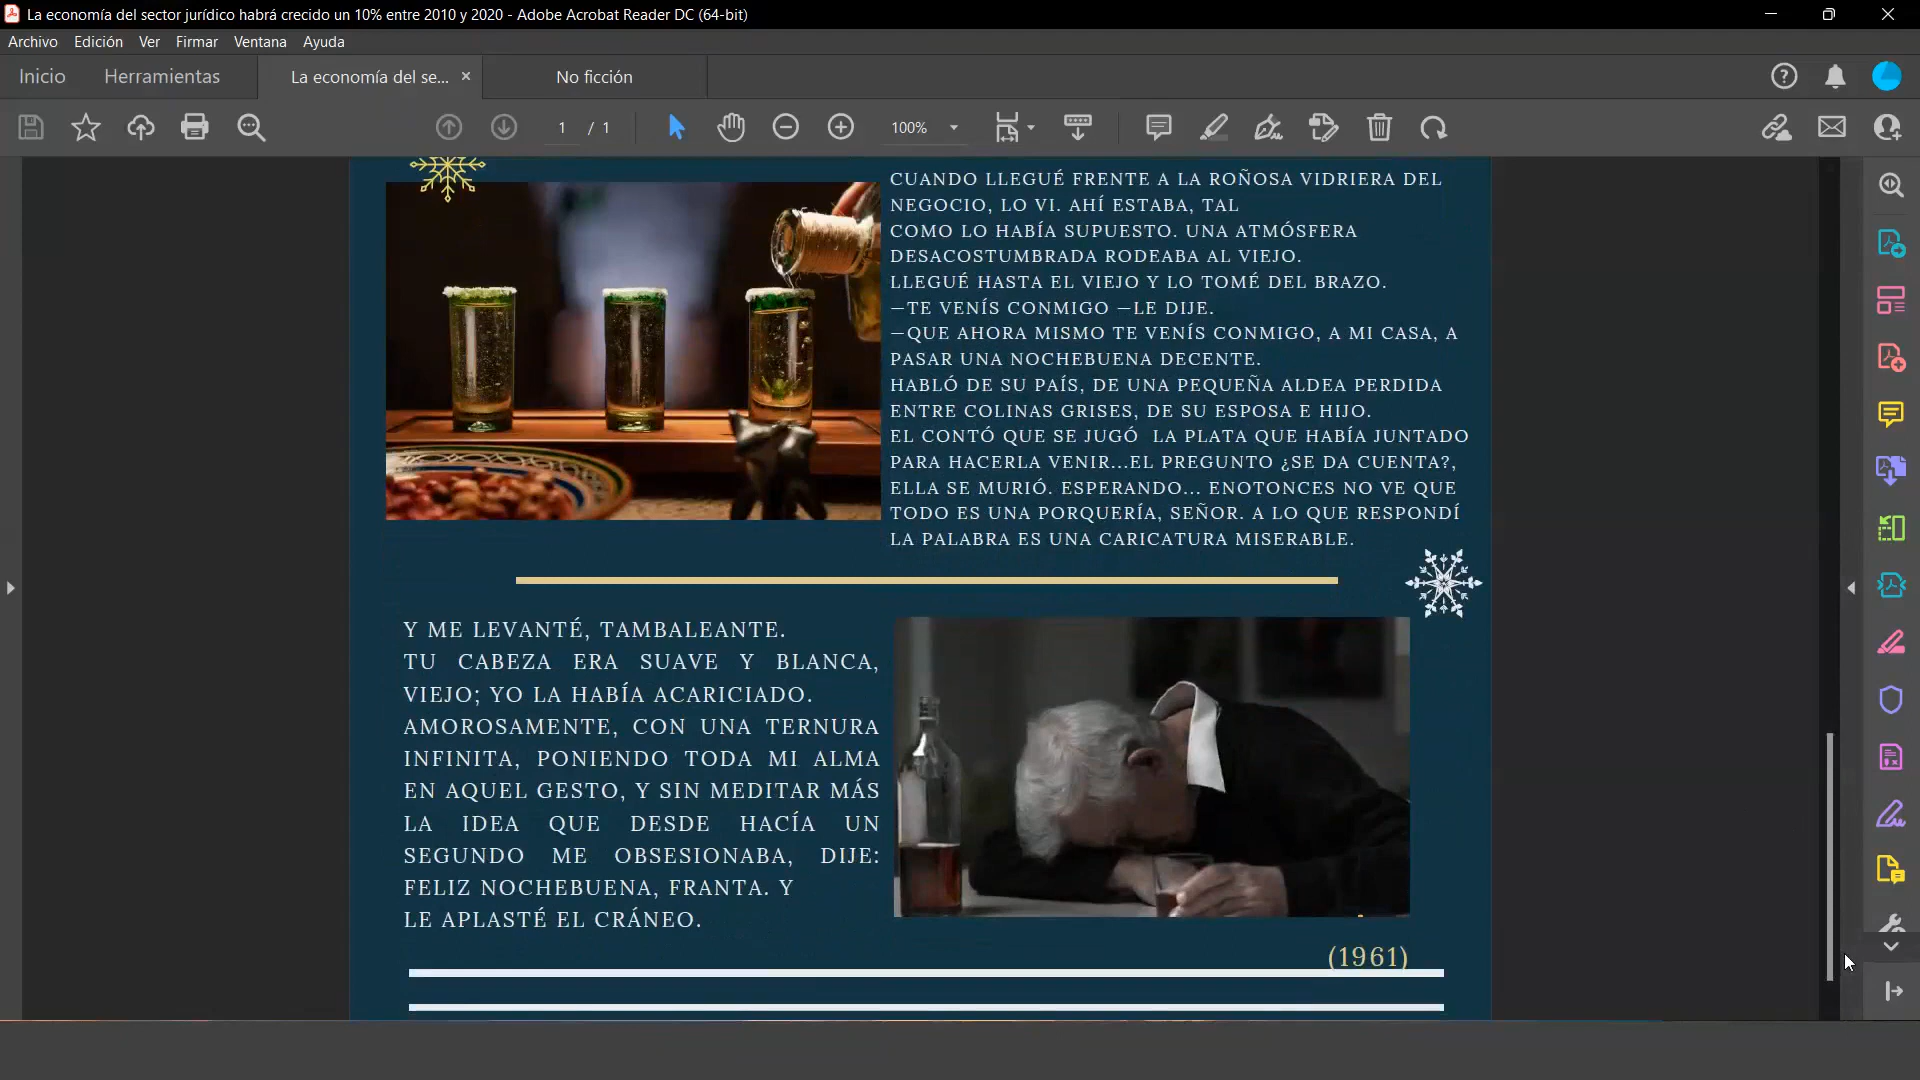 La economía del sector jurídico habrá crecido un 10% entre 2010 y 2020 - Adobe Acrobat Reader DC (64-bit)
Archivo Edición Ver Firmar Ventana Ayuda
Inicio Herramientas La economía del se... × No ficción
1 / 1 100%
CUANDO LLEGUÉ FRENTE A LA ROÑOSA VIDRIERA DEL
NEGOCIO, LO VI. AHÍ ESTABA, TAL
COMO LO HABÍA SUPUESTO. UNA ATMÓSFERA
DESACOSTUMBRADA RODEABA AL VIEJO.
LLEGUÉ HASTA EL VIEJO Y LO TOMÉ DEL BRAZO.
—TE VENÍS CONMIGO —LE DIJE.
—QUE AHORA MISMO TE VENÍS CONMIGO, A MI CASA, A
PASAR UNA NOCHEBUENA DECENTE.
HABLÓ DE SU PAÍS, DE UNA PEQUEÑA ALDEA PERDIDA
ENTRE COLINAS GRISES, DE SU ESPOSA E HIJO.
EL CONTÓ QUE SE JUGÓ LA PLATA QUE HABÍA JUNTADO
PARA HACERLA VENIR...EL PREGUNTO ¿SE DA CUENTA?,
ELLA SE MURIÓ. ESPERANDO... ENOTONCES NO VE QUE
TODO ES UNA PORQUERÍA, SEÑOR. A LO QUE RESPONDÍ
LA PALABRA ES UNA CARICATURA MISERABLE.
Y ME LEVANTÉ, TAMBALEANTE.
TU CABEZA ERA SUAVE Y BLANCA,
VIEJO; YO LA HABÍA ACARICIADO.
AMOROSAMENTE, CON UNA TERNURA
INFINITA, PONIENDO TODA MI ALMA
EN AQUEL GESTO, Y SIN MEDITAR MÁS
LA IDEA QUE DESDE HACÍA UN
SEGUNDO ME OBSESIONABA, DIJE:
FELIZ NOCHEBUENA, FRANTA. Y
LE APLASTÉ EL CRÁNEO.
(1961)